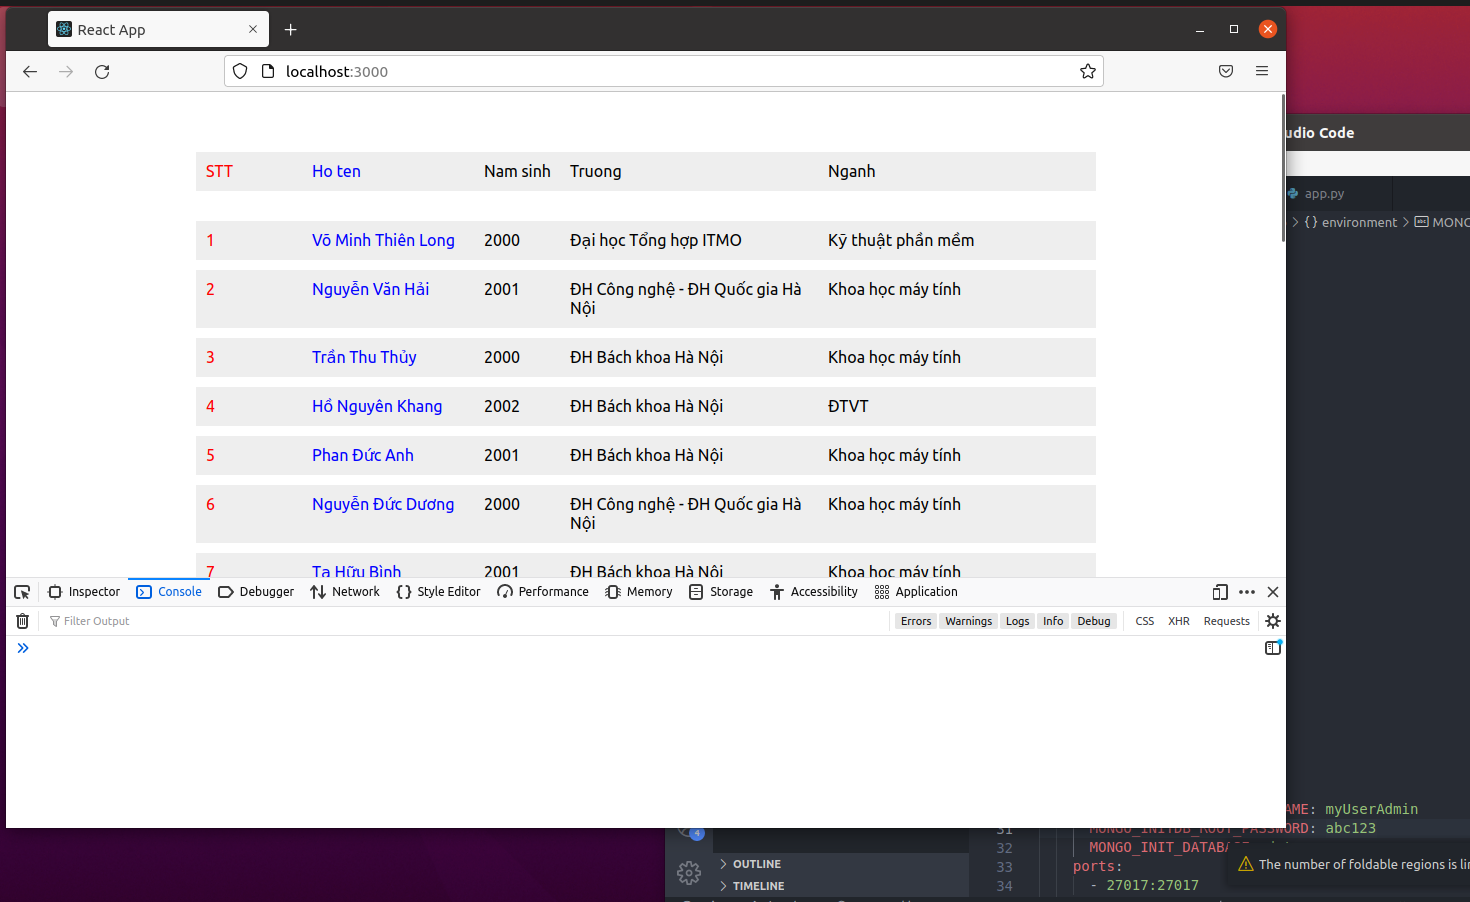 React App
localhost:3000
udio Code
app.py
{} environment
MONG
STT Ho ten Nam sinh Truong Nganh
1 Võ Minh Thiên Long 2000 Đại học Tổng hợp ITMO Kỹ thuật phần mềm
2 Nguyễn Văn Hải 2001 ĐH Công nghệ - ĐH Quốc gia Hà Khoa học máy tính
Nội
3 Trần Thu Thủy 2000 ĐH Bách khoa Hà Nội Khoa học máy tính
4 Hồ Nguyên Khang 2002 ĐH Bách khoa Hà Nội ĐTVT
5 Phan Đức Anh 2001 ĐH Bách khoa Hà Nội Khoa học máy tính
6 Nguyễn Đức Dương 2000 ĐH Công nghệ - ĐH Quốc gia Hà Khoa học máy tính
Nội
7 Tạ Hữu Bình 2001 ĐH Bách khoa Hà Nội Khoa học máy tính
Inspector Console Debugger Network {} Style Editor Performance Memory Storage Accessibility Application
Filter Output Errors Warnings Logs Info Debug CSS XHR Requests
AME: myUserAdmin
31 MONGO_INITDB_ROOT_PASSWORD: abc123
32 MONGO_INIT_DATABA
33 ports:
34 - 27017:27017
4
OUTLINE
TIMELINE
The number of foldable regions is li